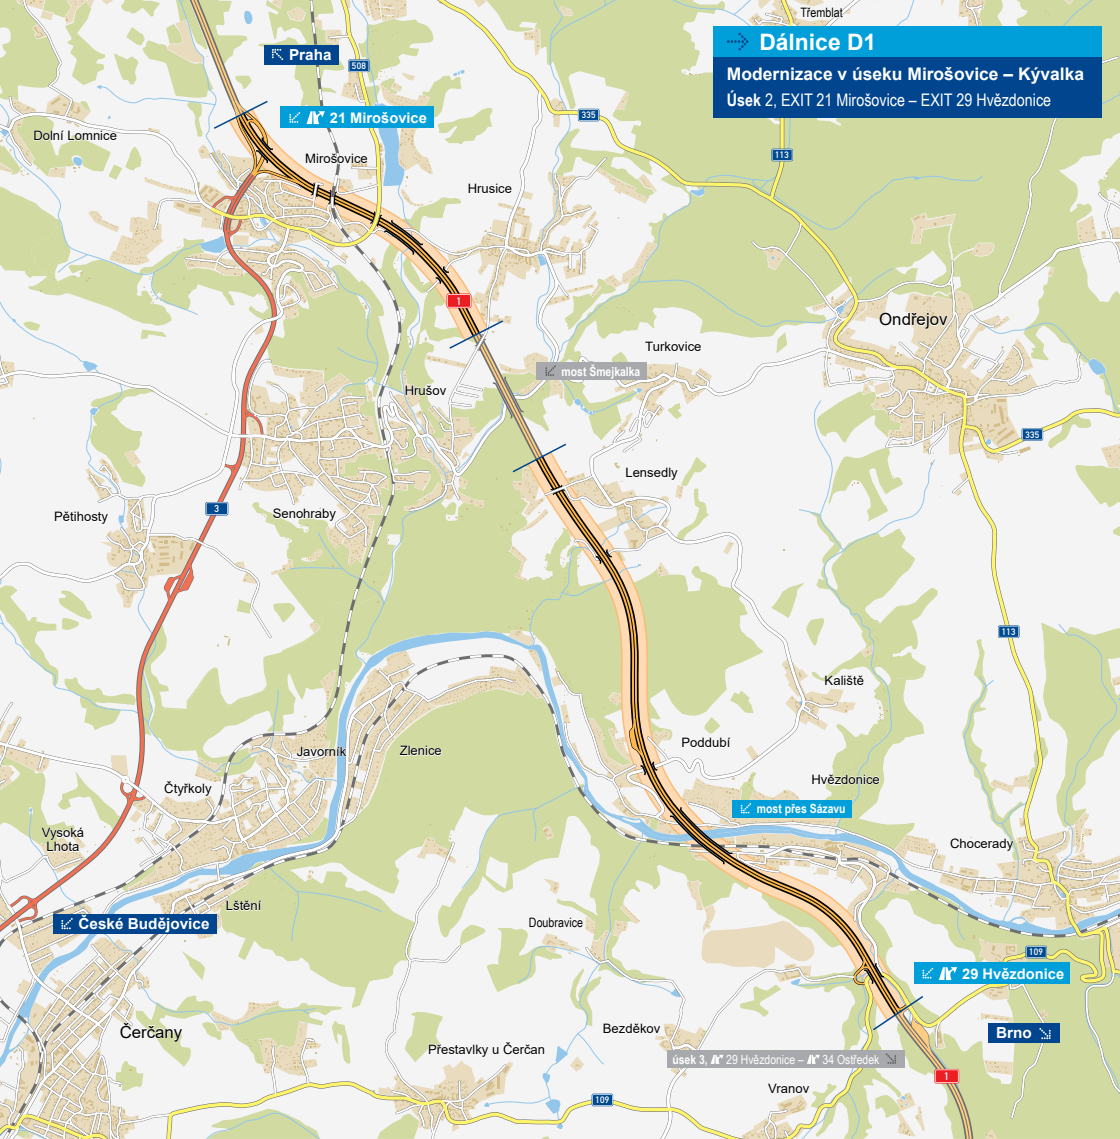 Třemblat
Dálnice D1
Modernizace v úseku Mirošovice – Kývalka
Úsek 2, EXIT 21 Mirošovice – EXIT 29 Hvězdonice
Praha
508
21 Mirošovice
335
Dolní Lomnice
Mirošovice
113
Hrusice
1
Ondřejov
Turkovice
most Šmejkalka
Hrušov
335
Lensedly
3
Senohraby
Pětihosty
113
Kaliště
Poddubí
Javorník
Zlenice
Hvězdonice
Čtyřkoly
most přes Sázavu
Vysoká
Lhota
Chocerady
Lštění
České Budějovice
Doubravice
109
29 Hvězdonice
Čerčany
Bezděkov
Brno
Přestavlky u Čerčan
úsek 3, 29 Hvězdonice – 34 Ostředek
1
Vranov
109